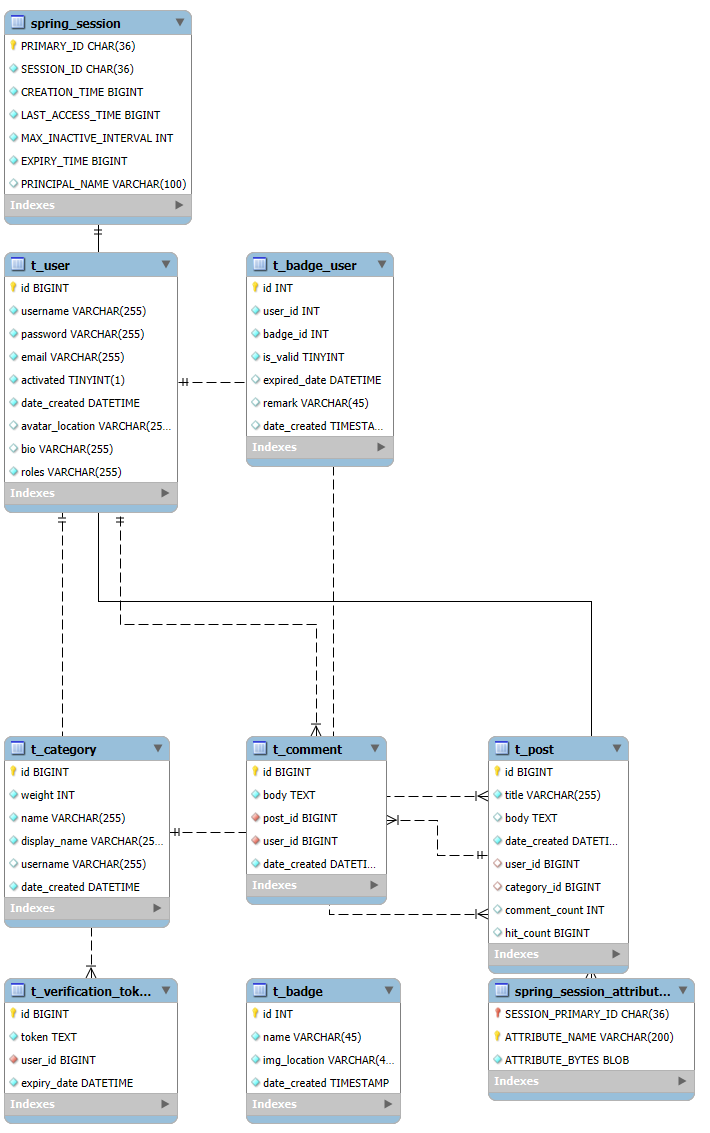 spring_session
PRIMARY_ID CHAR(36)
SESSION_ID CHAR(36)
CREATION_TIME BIGINT
LAST_ACCESS_TIME BIGINT
MAX_INACTIVE_INTERVAL INT
EXPIRY_TIME BIGINT
PRINCIPAL_NAME VARCHAR(100)
Indexes
t_user
id BIGINT
username VARCHAR(255)
password VARCHAR(255)
email VARCHAR(255)
activated TINYINT(1)
date_created DATETIME
avatar_location VARCHAR(25...
bio VARCHAR(255)
roles VARCHAR(255)
Indexes
t_badge_user
id INT
user_id INT
badge_id INT
is_valid TINYINT
expired_date DATETIME
remark VARCHAR(45)
date_created TIMESTA...
Indexes
t_category
id BIGINT
weight INT
name VARCHAR(255)
display_name VARCHAR(25...
username VARCHAR(255)
date_created DATETIME
Indexes
t_comment
id BIGINT
body TEXT
post_id BIGINT
user_id BIGINT
date_created DATETI...
Indexes
t_post
id BIGINT
title VARCHAR(255)
body TEXT
date_created DATETI...
user_id BIGINT
category_id BIGINT
comment_count INT
hit_count BIGINT
Indexes
t_verification_tok...
id BIGINT
token TEXT
user_id BIGINT
expiry_date DATETIME
Indexes
t_badge
id INT
name VARCHAR(45)
img_location VARCHAR(4...
date_created TIMESTAMP
Indexes
spring_session_attribut...
SESSION_PRIMARY_ID CHAR(36)
ATTRIBUTE_NAME VARCHAR(200)
ATTRIBUTE_BYTES BLOB
Indexes